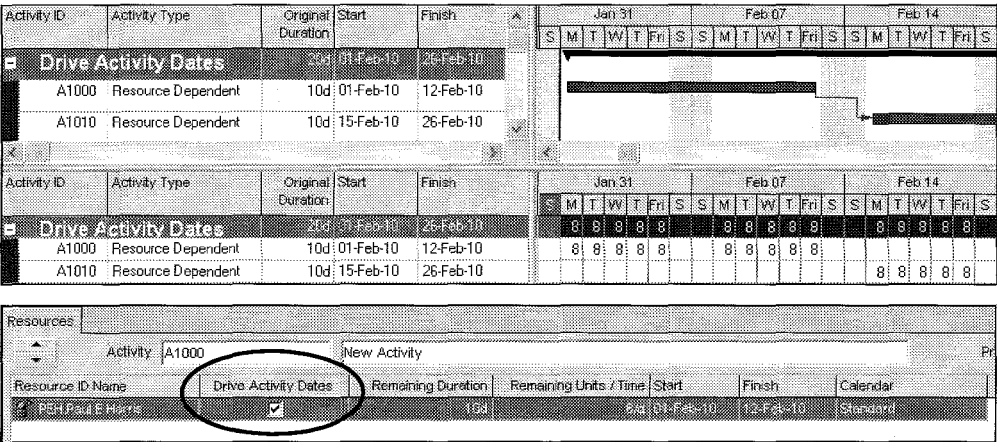 Activity ID Activity Type Original Duration Start Finish Jan 31 Feb 07 Feb 14
S M T W T Fri S S M T W T Fri S S M T W T Fri S
Drive Activity Dates 20d 01-Feb-10 26-Feb-10
A1000 Resource Dependent 10d 01-Feb-10 12-Feb-10
A1010 Resource Dependent 10d 15-Feb-10 26-Feb-10
Activity ID Activity Type Original Duration Start Finish Jan 31 Feb 07 Feb 14
S M T W T Fri S S M T W T Fri S S M T W T Fri S
Drive Activity Dates 20d 01-Feb-10 26-Feb-10 8 8 8 8 8 8 8 8 8 8 8 8 8 8 8
A1000 Resource Dependent 10d 01-Feb-10 12-Feb-10 8 8 8 8 8 8 8 8 8 8
A1010 Resource Dependent 10d 15-Feb-10 26-Feb-10 8 8 8 8 8
Resources
Activity A1000 New Activity Pr
Resource ID Name Drive Activity Dates Remaining Duration Remaining Units / Time Start Finish Calendar
PEH Paul E Harris 10d 8/d 01-Feb-10 12-Feb-10 Standard